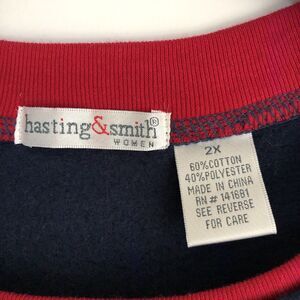 hasting&smith®
WOMEN
2X
60%COTTON
40%POLYESTER
MADE IN CHINA
RN # 141681
SEE REVERSE
FOR CARE